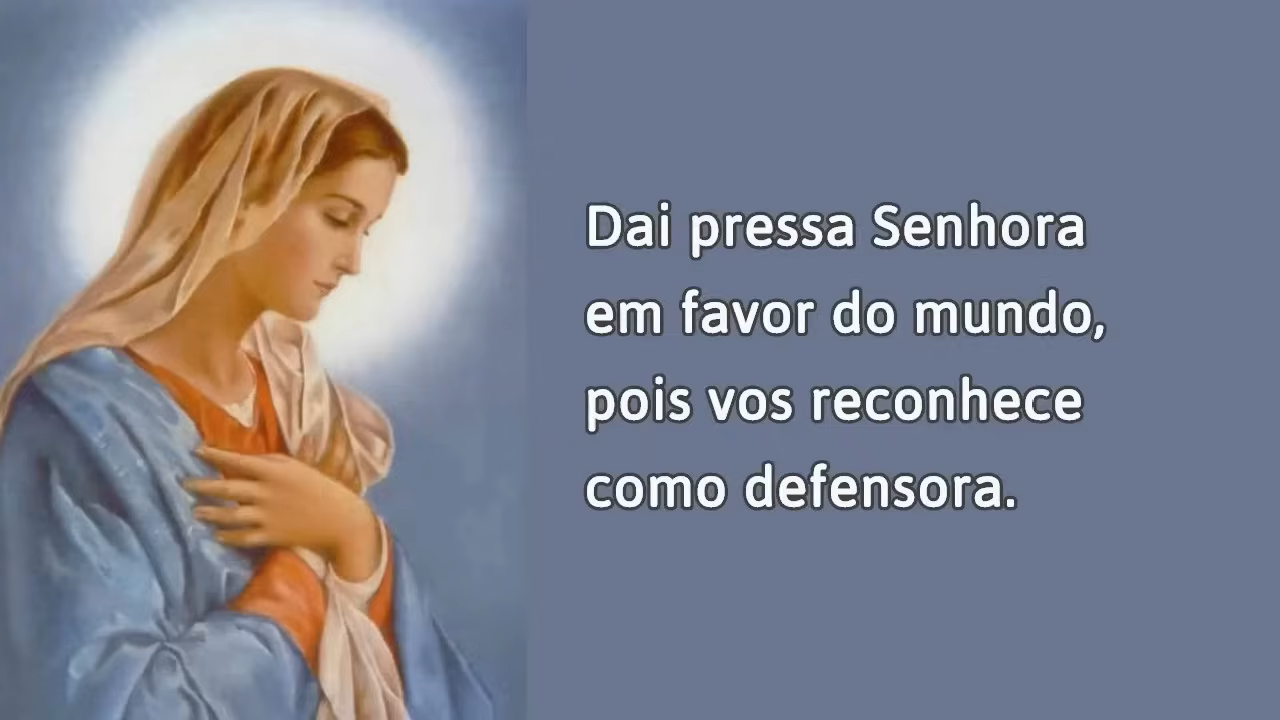 Dai pressa Senhora
em favor do mundo,
pois vos reconhece
como defensora.